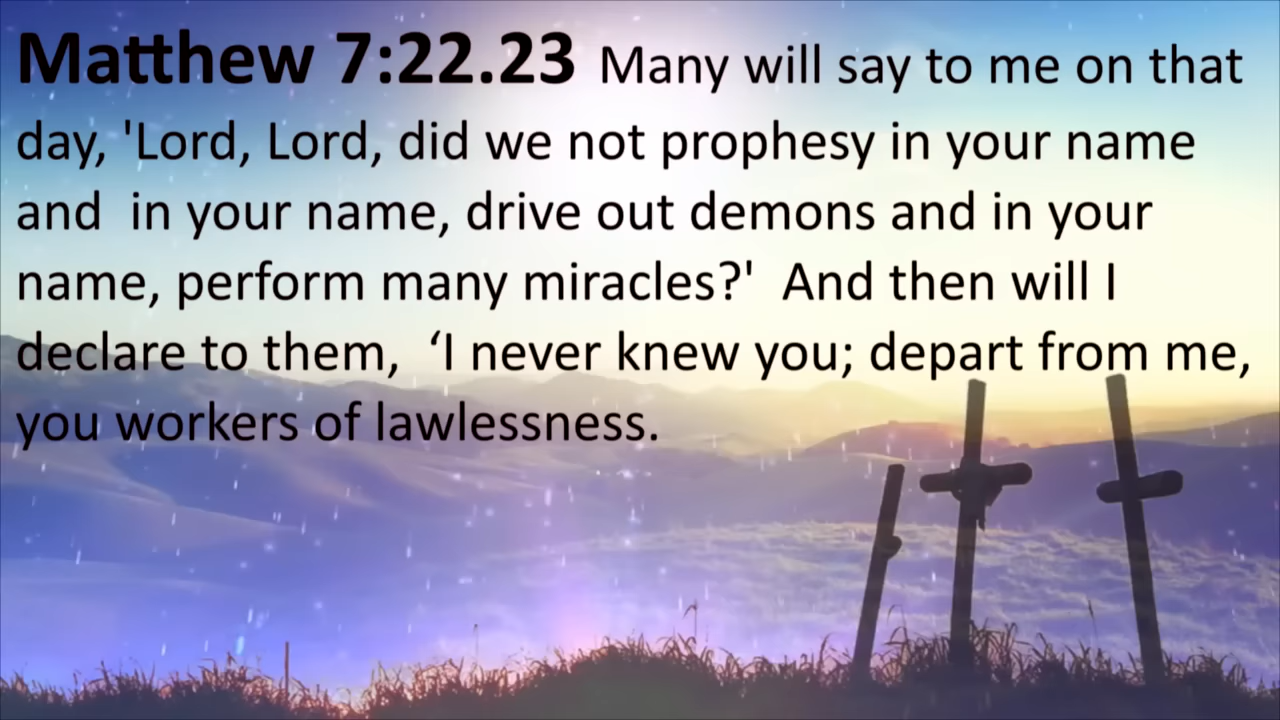 Matthew 7:22.23 Many will say to me on that
day, 'Lord, Lord, did we not prophesy in your name
and  in your name, drive out demons and in your
name, perform many miracles?'  And then will I
declare to them,  ‘I never knew you; depart from me,
you workers of lawlessness.